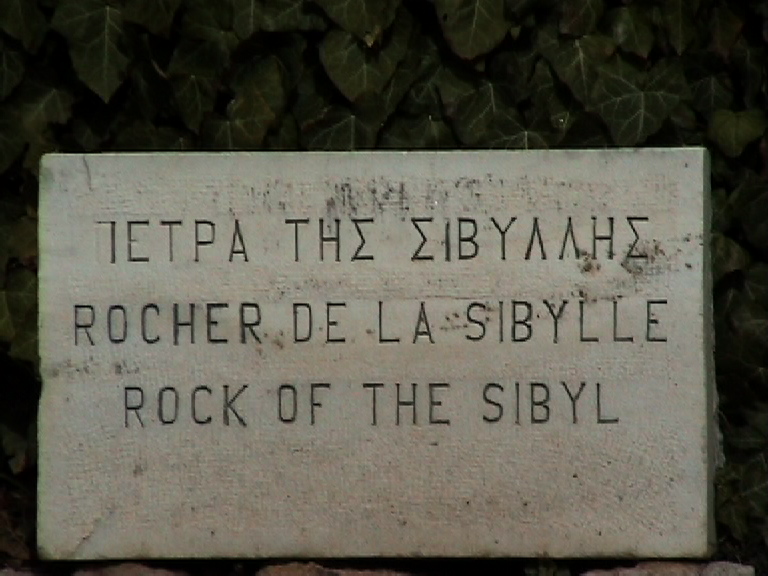 ΠΕΤΡΑ ΤΗΣ ΣΙΒΥΛΛΗΣ
ROCHER DE LA SIBYLLE
ROCK OF THE SIBYL